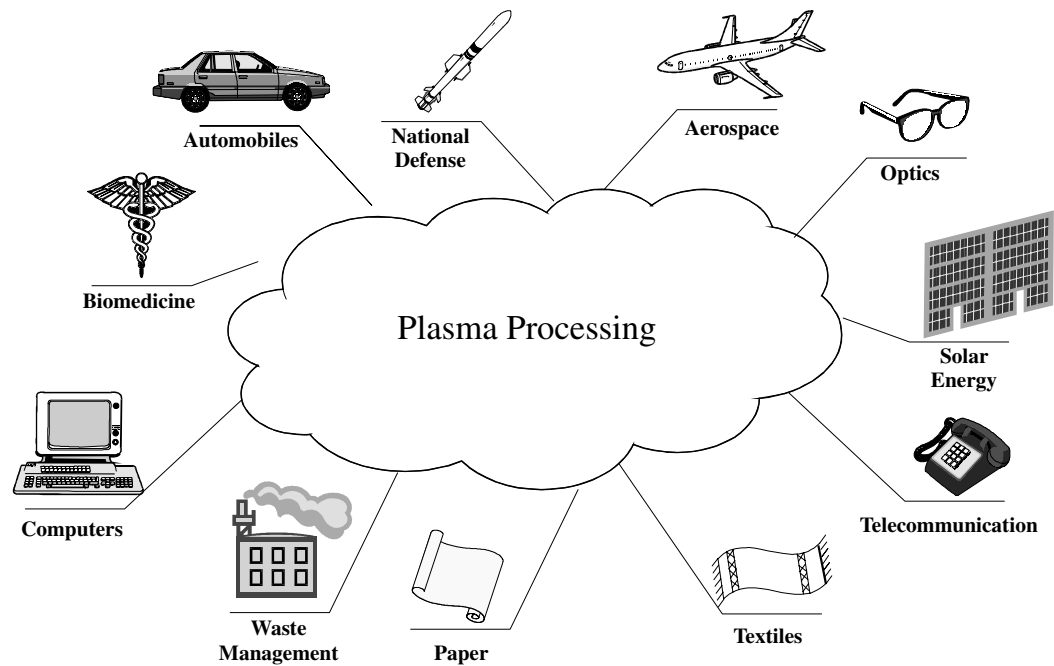 Automobiles
National
Defense
Aerospace
Optics
Biomedicine
Plasma Processing
Solar
Energy
Computers
Telecommunication
Waste
Management
Paper
Textiles